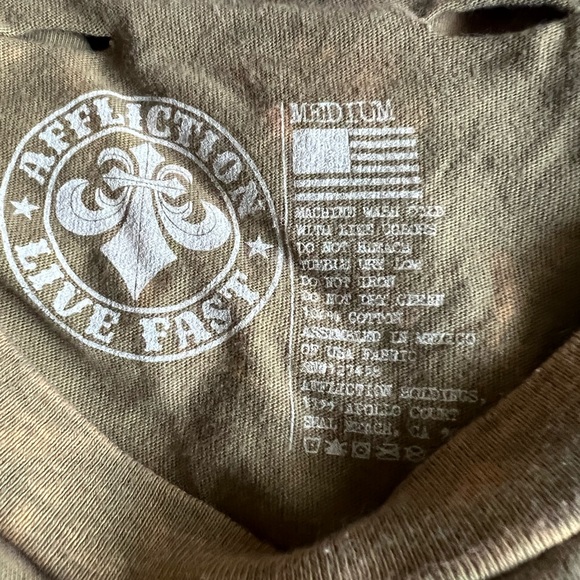 AFFLICTION
LIVE FAST
MEDIUM
MACHINE WASH COLD
WITH LIKE COLORS
DO NOT BLEACH
TUMBLE DRY LOW
DO NOT IRON
DO NOT DRY CLEAN
100% COTTON
ASSEMBLED IN MEXICO
OF USA FABRIC
AFFLICTION HOLDINGS,
APOLLO COURT
SEAL BEACH, CA